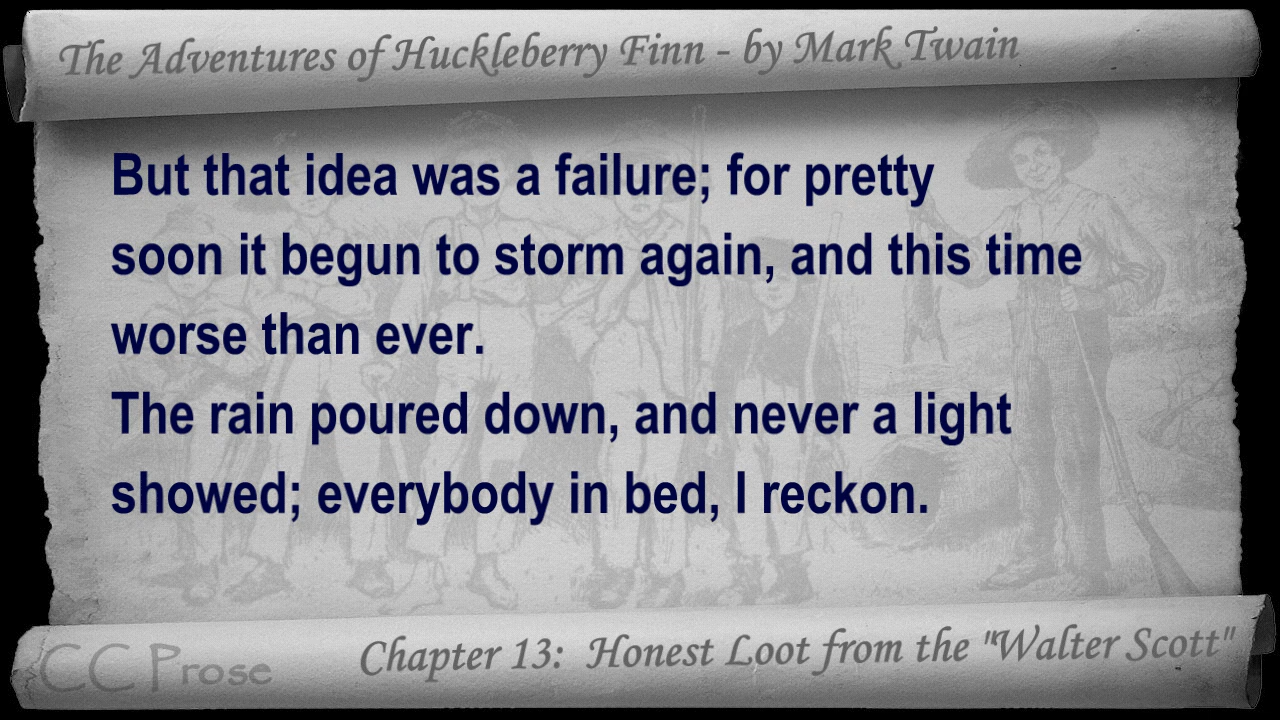 The Adventures of Huckleberry Finn - by Mark Twain
But that idea was a failure; for pretty
soon it begun to storm again, and this time
worse than ever.
The rain poured down, and never a light
showed; everybody in bed, I reckon.
CC Prose
Chapter 13: Honest Loot from the "Walter Scott"